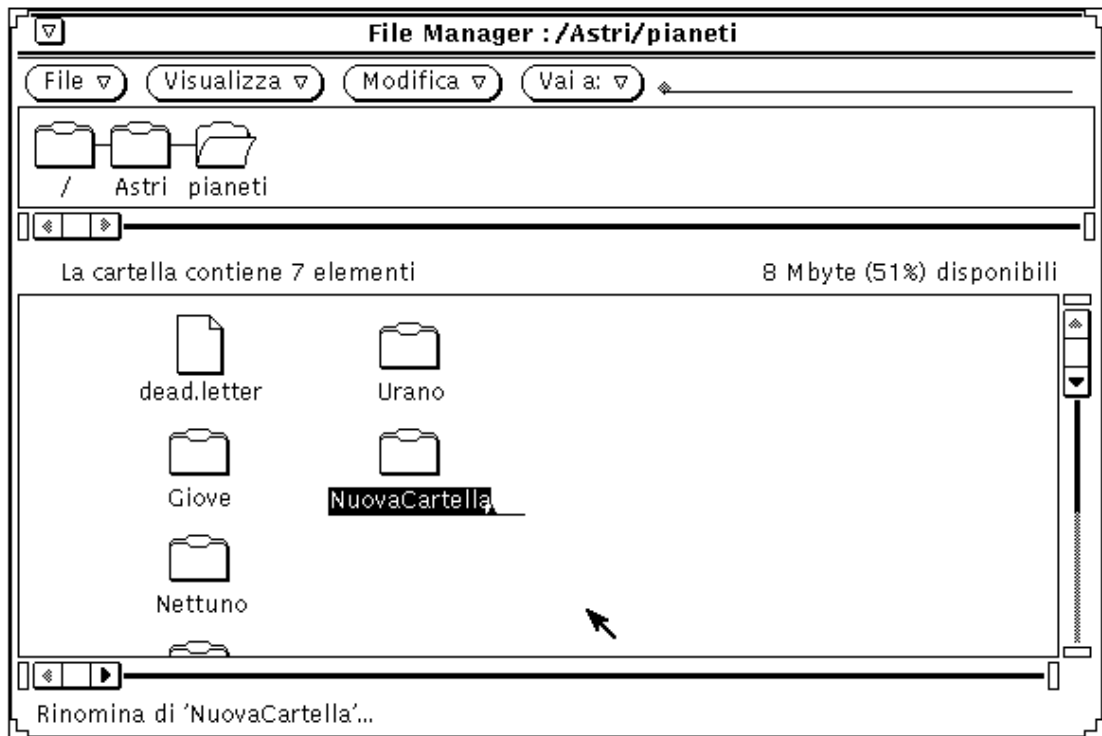 File Manager : /Astri/pianeti
File Visualizza Modifica Vai a:
/ Astri pianeti
La cartella contiene 7 elementi 8 Mbyte (51%) disponibili
dead.letter Urano
Giove NuovaCartella
Nettuno
Rinomina di 'NuovaCartella'...